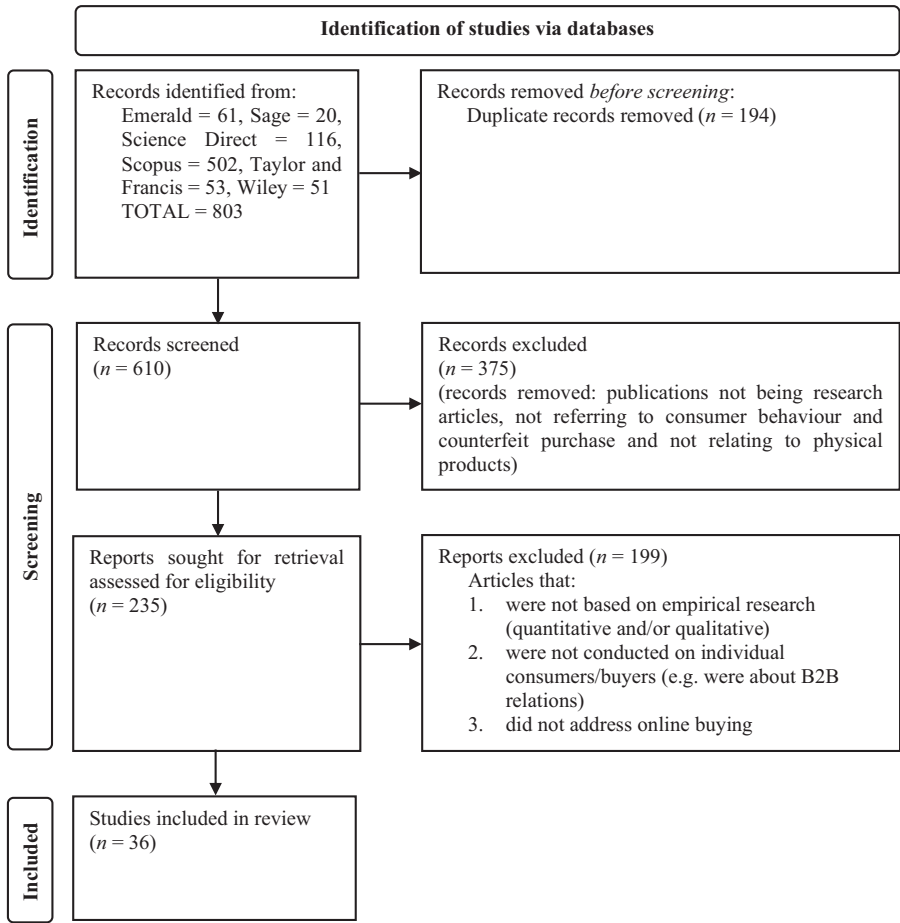 Identification of studies via databases
Identification
Records identified from:
Emerald = 61, Sage = 20,
Science Direct = 116,
Scopus = 502, Taylor and
Francis = 53, Wiley = 51
TOTAL = 803
Records removed before screening:
Duplicate records removed (n = 194)
Screening
Records screened
(n = 610)
Records excluded
(n = 375)
(records removed: publications not being research
articles, not referring to consumer behaviour and
counterfeit purchase and not relating to physical
products)
Reports sought for retrieval
assessed for eligibility
(n = 235)
Reports excluded (n = 199)
Articles that:
1. were not based on empirical research
(quantitative and/or qualitative)
2. were not conducted on individual
consumers/buyers (e.g. were about B2B
relations)
3. did not address online buying
Included
Studies included in review
(n = 36)